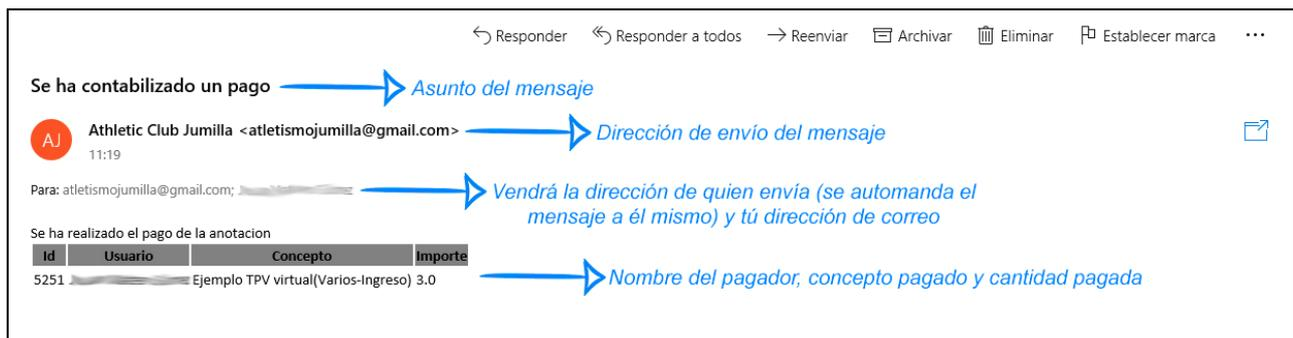 Responder Responder a todos Reenviar Archivar Eliminar Establecer marca ...
Se ha contabilizado un pago Asunto del mensaje
AJ Athletic Club Jumilla <atletismojumilla@gmail.com> Dirección de envío del mensaje
11:19
Para: atletismojumilla@gmail.com; Vendrá la dirección de quien envía (se automanda el
mensaje a él mismo) y tú dirección de correo
Se ha realizado el pago de la anotacion
Id Usuario Concepto Importe
5251 Ejemplo TPV virtual(Varios-Ingreso) 3.0 Nombre del pagador, concepto pagado y cantidad pagada